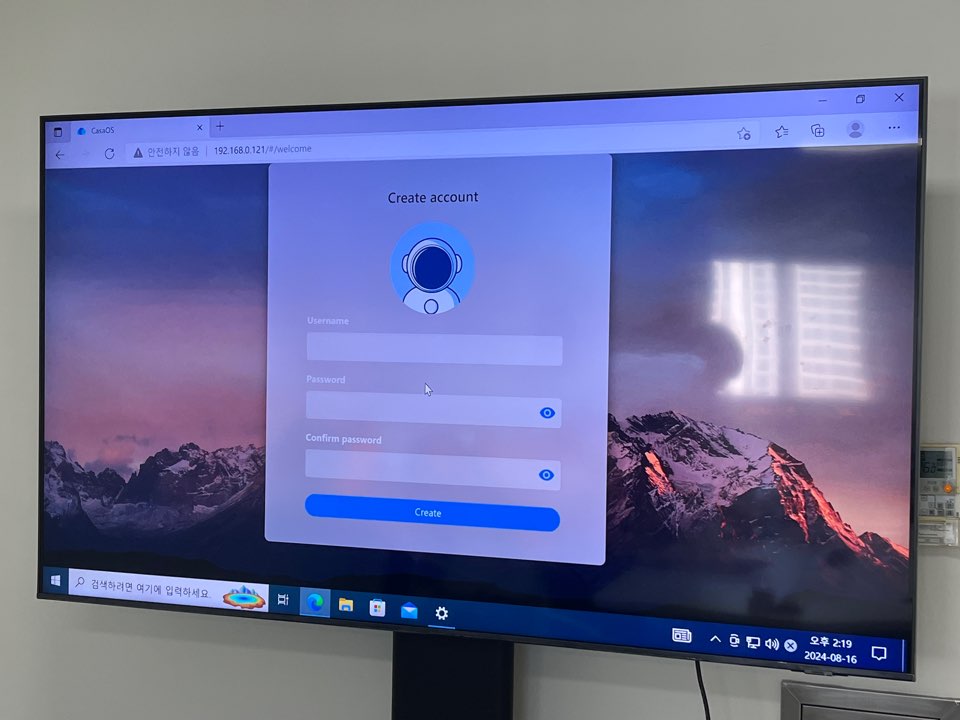 CasaOS
안전하지 않음 192.168.0.121/#/welcome
Create account
Username
Password
Confirm password
Create
검색하려면 여기에 입력하세요.
오후 2:19
2024-08-16